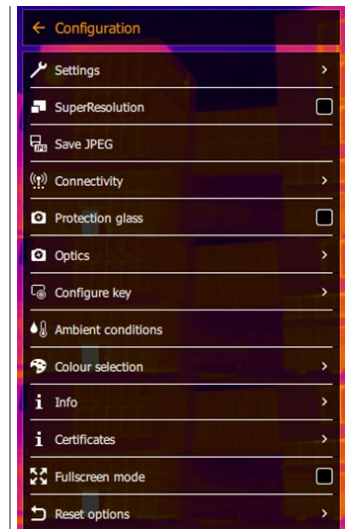 Configuration
Settings
SuperResolution
Save JPEG
Connectivity
Protection glass
Optics
Configure key
Ambient conditions
Colour selection
Info
Certificates
Fullscreen mode
Reset options